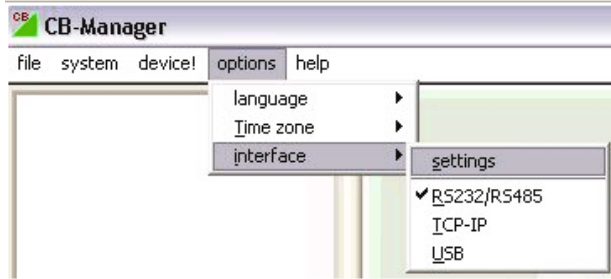 CB CB-Manager
file system device! options help
language
Time zone
interface
settings
RS232/RS485
TCP-IP
USB